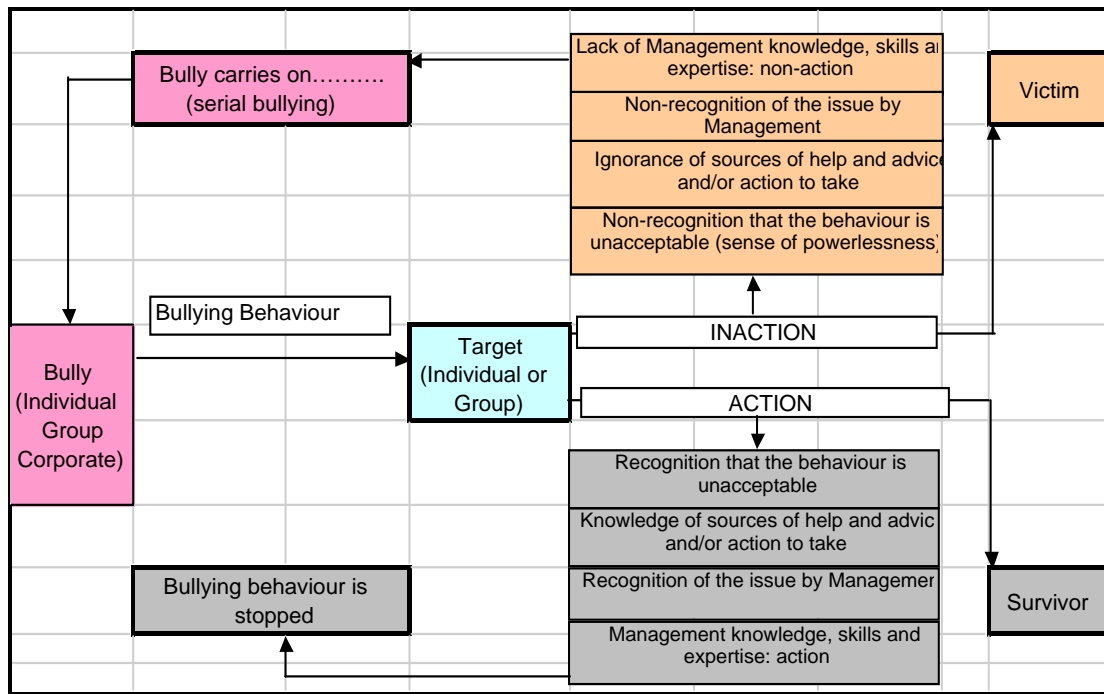 Lack of Management knowledge, skills an
expertise: non-action
Bully carries on……….
(serial bullying)
Victim
Non-recognition of the issue by
Management
Ignorance of sources of help and advice
and/or action to take
Non-recognition that the behaviour is
unacceptable (sense of powerlessness)
Bullying Behaviour
INACTION
Target
(Individual or
Group)
Bully
(Individual
Group
Corporate)
ACTION
Recognition that the behaviour is
unacceptable
Knowledge of sources of help and advic
and/or action to take
Recognition of the issue by Managemen
Bullying behaviour is
stopped
Survivor
Management knowledge, skills and
expertise: action